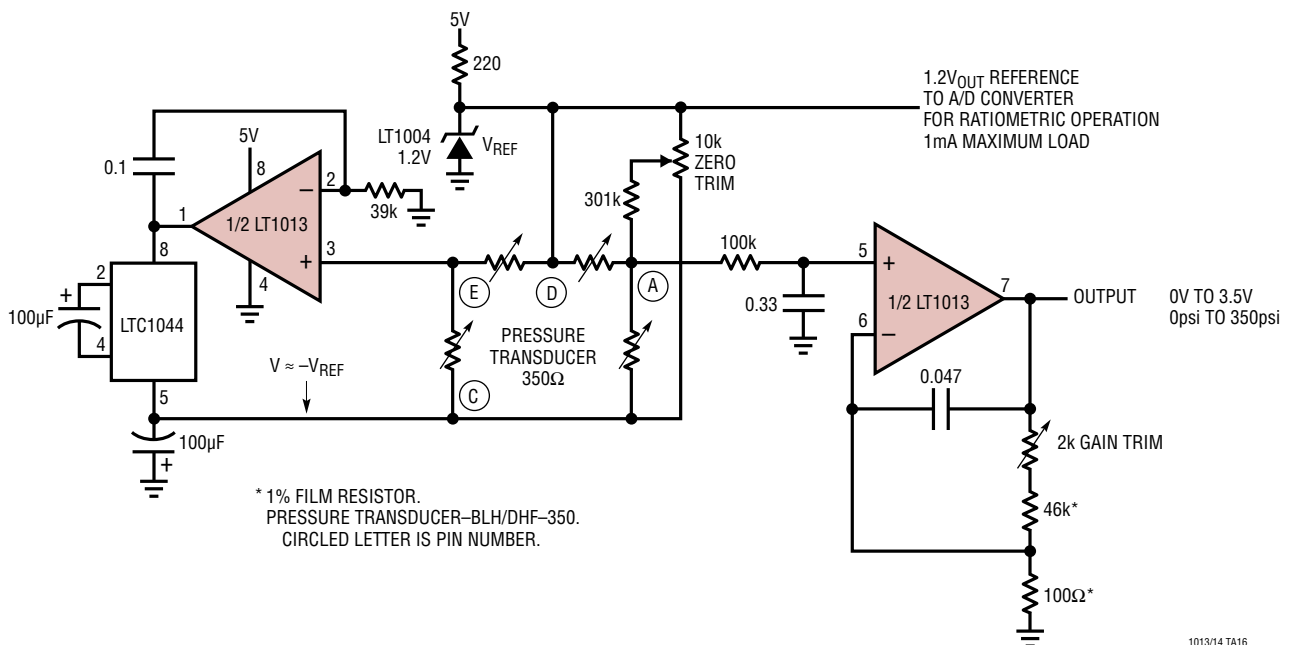 5V
220
1.2VOUT REFERENCE
TO A/D CONVERTER
FOR RATIOMETRIC OPERATION
1mA MAXIMUM LOAD
LT1004
1.2V
VREF
10k
ZERO
TRIM
5V
8
0.1
2
–
39k
301k
1
1/2 LT1013
3
+
4
100k
5
+
0.33
1/2 LT1013
7
OUTPUT
0V TO 3.5V
0psi TO 350psi
6
–
8
2
+
100µF
LTC1044
4
5
E
D
A
PRESSURE
TRANSDUCER
350Ω
C
V ≈ –VREF
0.047
100µF
+
2k GAIN TRIM
46k*
100Ω*
* 1% FILM RESISTOR.
PRESSURE TRANSDUCER–BLH/DHF–350.
CIRCLED LETTER IS PIN NUMBER.
1013/14 TA16